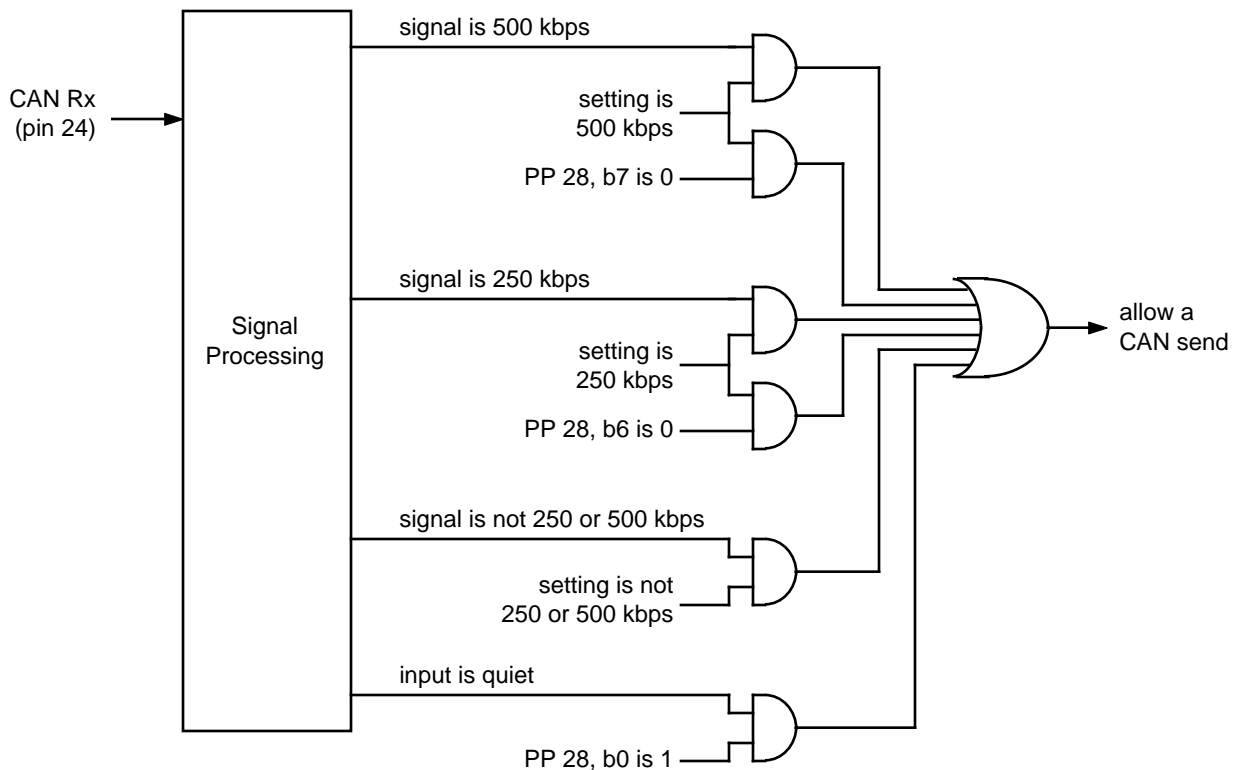 signal is 500 kbps
CAN Rx
(pin 24)
setting is
500 kbps
PP 28, b7 is 0
signal is 250 kbps
Signal
Processing
setting is
250 kbps
PP 28, b6 is 0
allow a
CAN send
signal is not 250 or 500 kbps
setting is not
250 or 500 kbps
input is quiet
PP 28, b0 is 1